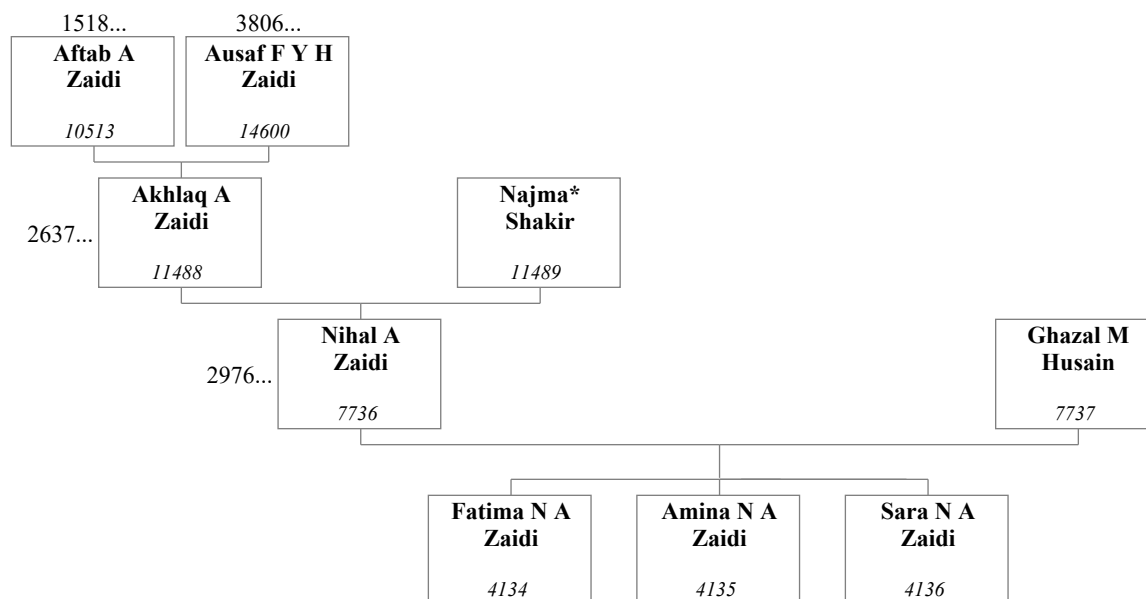 1518...
3806...
Aftab A
Zaidi
10513
Ausaf F Y H
Zaidi
14600
2637...
Akhlaq A
Zaidi
11488
Najma*
Shakir
11489
2976...
Nihal A
Zaidi
7736
Ghazal M
Husain
7737
Fatima N A
Zaidi
4134
Amina N A
Zaidi
4135
Sara N A
Zaidi
4136